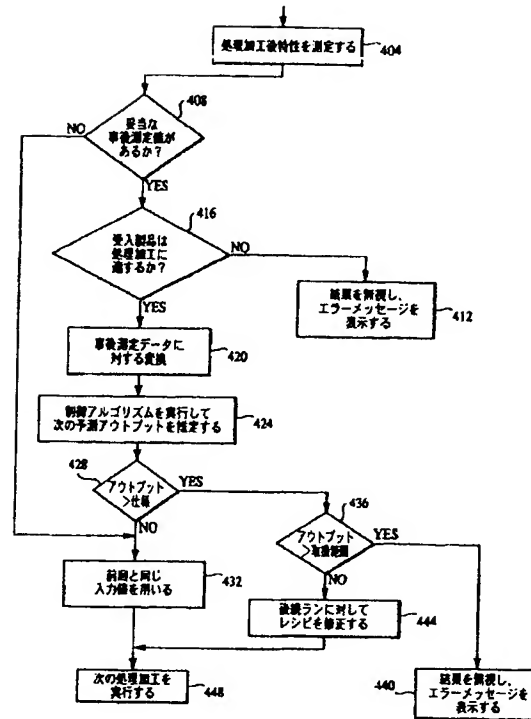 処理加工後特性を測定する
404
408
妥当な
事後測定値が
あるか？
NO
YES
416
受入製品は
処理加工に
適するか？
NO
YES
結果を無視し、
エラーメッセージを
表示する
412
事後測定データに
対する変換
420
制御アルゴリズムを実行して
次の予測アウトプットを推定する
424
428
アウトプット
>仕様
YES
NO
436
アウトプット
YES
NO
前回と同じ
入力値を用いる
432
後続ランに対して
レシピを修正する
444
次の処理加工を
実行する
448
結果を無視し、
エラーメッセージを
表示する
440